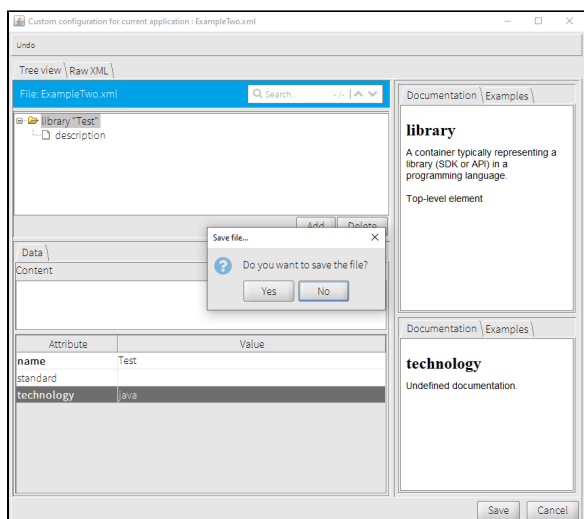 Custom configuration for current application : ExampleTwo.xml
Undo
Tree view Raw XML
File: ExampleTwo.xml
Search... -/-
library "Test"
description
Add Delete
Data
Content
Attribute Value
name Test
standard
technology java
Documentation Examples
library
A container typically representing a
library (SDK or API) in a
programming language.
Top-level element
Save file...
Do you want to save the file?
Yes No
Documentation Examples
technology
Undefined documentation.
Save Cancel